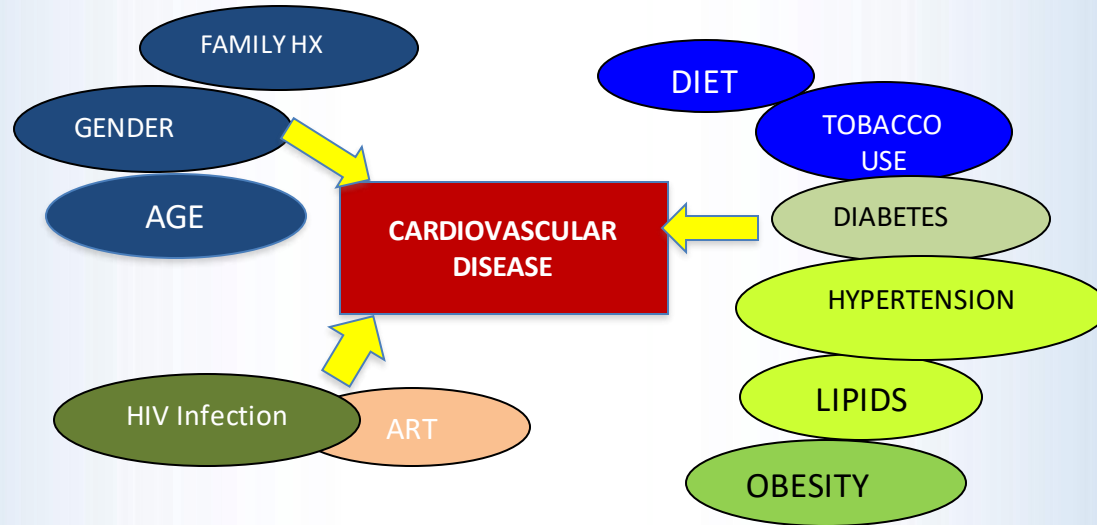 FAMILY HX
GENDER
AGE
CARDIOVASCULAR
DISEASE
HIV Infection
ART
DIET
TOBACCO
USE
DIABETES
HYPERTENSION
LIPIDS
OBESITY